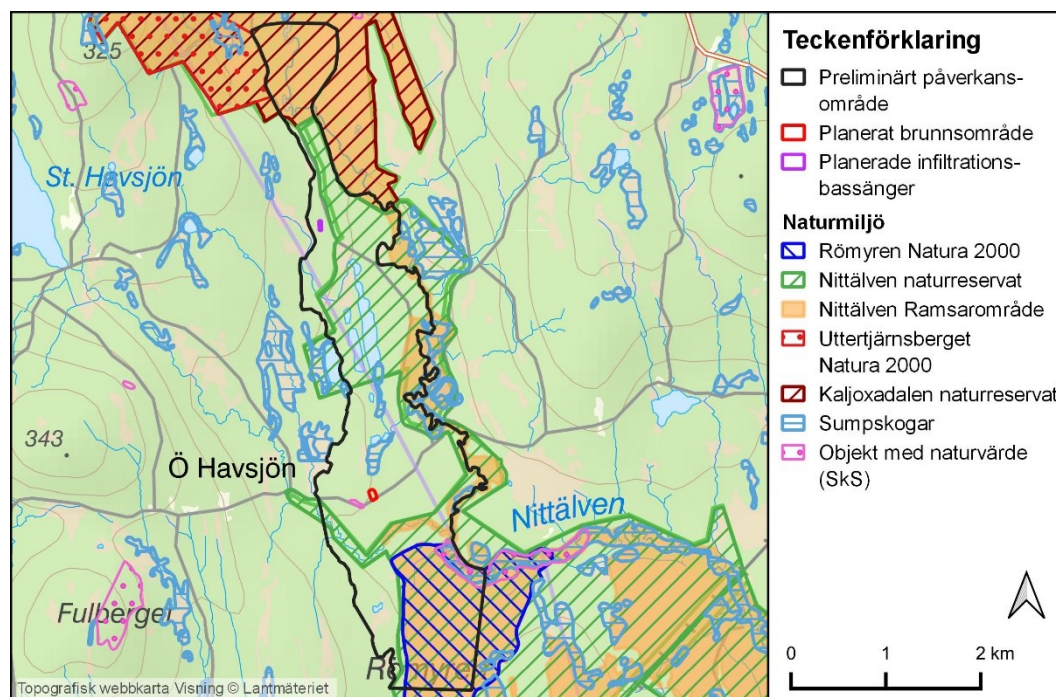 325
St. Havsjön
343
Ö Havsjön
Nittälven
Fulberget
Topografisk webbkarta Visning © Lantmäteriet
Teckenförklaring
Preliminärt påverkans-
område
Planerat brunnsområde
Planerade infiltrations-
bassänger
Naturmiljö
Römyren Natura 2000
Nittälven naturreservat
Nittälven Ramsarområde
Uttertjärnsberget
Natura 2000
Kaljoxadalen naturreservat
Sumpskogar
Objekt med naturvärde
(SkS)
0 1 2 km